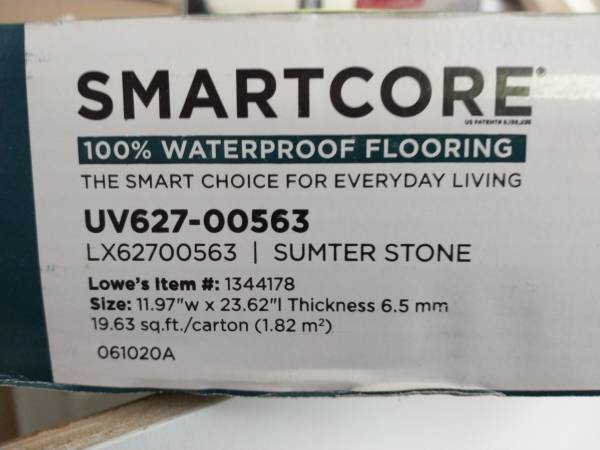 SMARTCORE
100% WATERPROOF FLOORING
THE SMART CHOICE FOR EVERYDAY LIVING
UV627-00563
LX62700563 | SUMTER STONE
Lowe's Item #: 1344178
Size: 11.97"w x 23.62"l Thickness 6.5 mm
19.63 sq.ft./carton (1.82 m²)
061020A